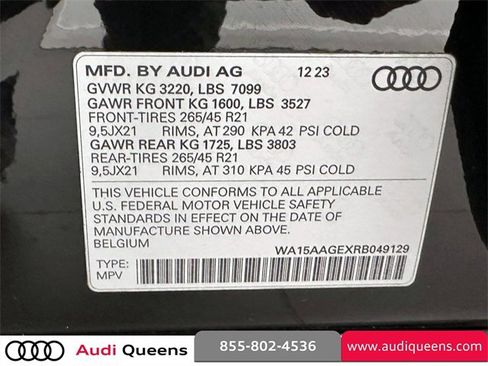 MFD. BY AUDI AG 12 23
GVWR KG 3220, LBS 7099
GAWR FRONT KG 1600, LBS 3527
FRONT-TIRES 265/45 R21
9,5JX21 RIMS, AT 290 KPA 42 PSI COLD
GAWR REAR KG 1725, LBS 3803
REAR-TIRES 265/45 R21
9,5JX21 RIMS, AT 310 KPA 45 PSI COLD
THIS VEHICLE CONFORMS TO ALL APPLICABLE
U.S. FEDERAL MOTOR VEHICLE SAFETY
STANDARDS IN EFFECT ON THE DATE OF
MANUFACTURE SHOWN ABOVE.
BELGIUM WA15AAGEXRB049129
TYPE:
MPV
Audi Queens 855-802-4536 www.audiqueens.com